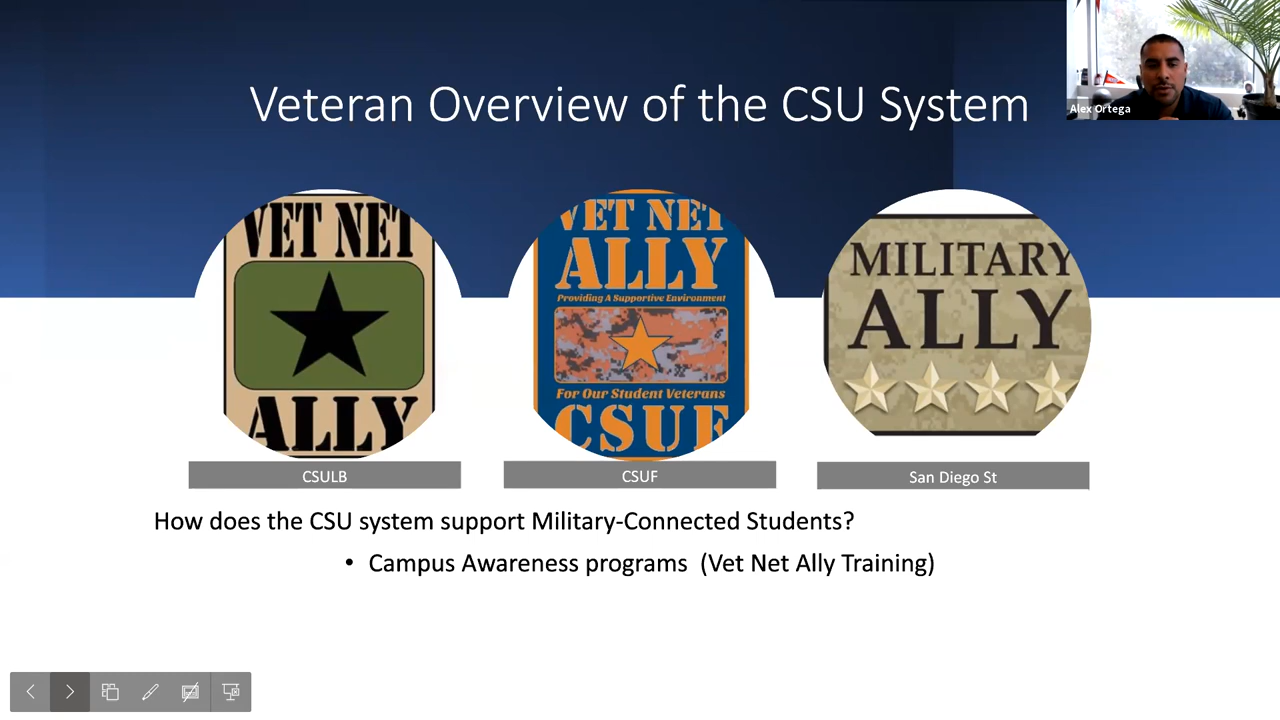 Veteran Overview of the CSU System
Alex Ortega
VET NET
ALLY
VET NET
ALLY
Providing A Supportive Environment
For Our Student Veterans
CSUF
MILITARY
ALLY
CSULB
CSUF
San Diego St
How does the CSU system support Military-Connected Students?
• Campus Awareness programs (Vet Net Ally Training)